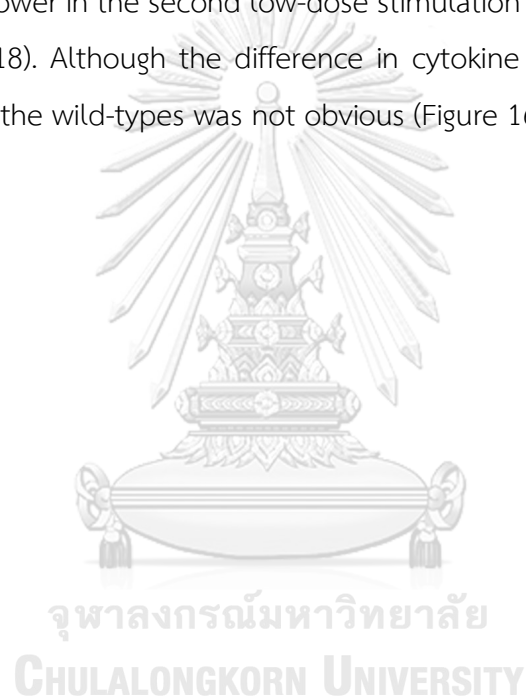 ower in the second low-dose stimulation
18). Although the difference in cytokine
the wild-types was not obvious (Figure 16
จุฬาลงกรณ์มหาวิทยาลัย
CHULALONGKORN UNIVERSITY